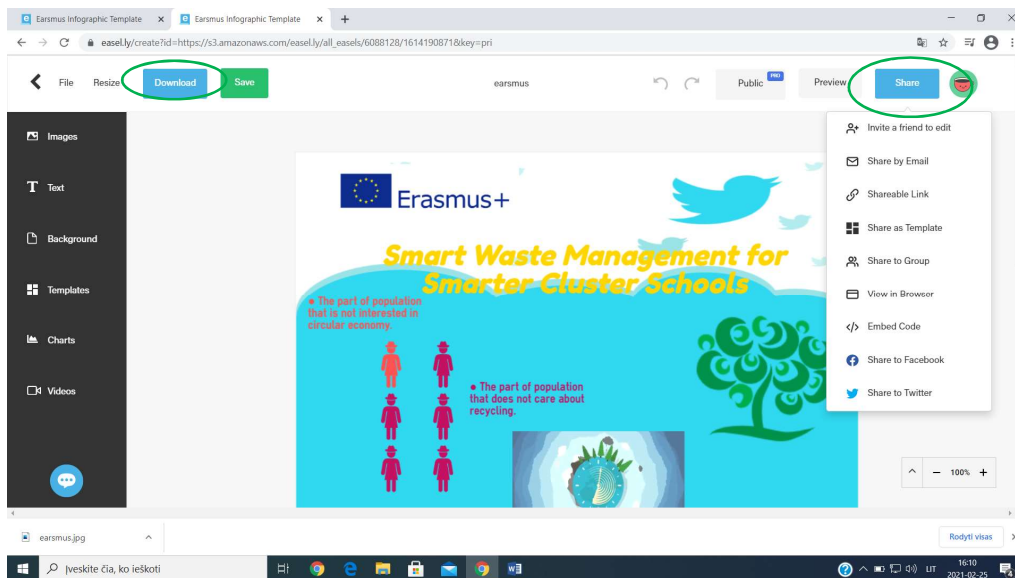 Earsmus Infographic Template
Earsmus Infographic Template
easel.ly/create?id=https://s3.amazonaws.com/easel.ly/all_easels/6088128/1614190871&key=pri
File
Resize
Download
Save
earsmus
Public
PRO
Preview
Share
Images
Text
Background
Templates
Charts
Videos
Invite a friend to edit
Share by Email
Shareable Link
Share as Template
Share to Group
View in Browser
Embed Code
Share to Facebook
Share to Twitter
Erasmus+
Smart Waste Management for
Smarter Cluster Schools
• The part of population
that is not interested in
circular economy.
• The part of population
that does not care about
recycling.
100%
earsmus.jpg
Rodyti visas
Įveskite čia, ko ieškoti
LIT
16:10
2021-02-25
4